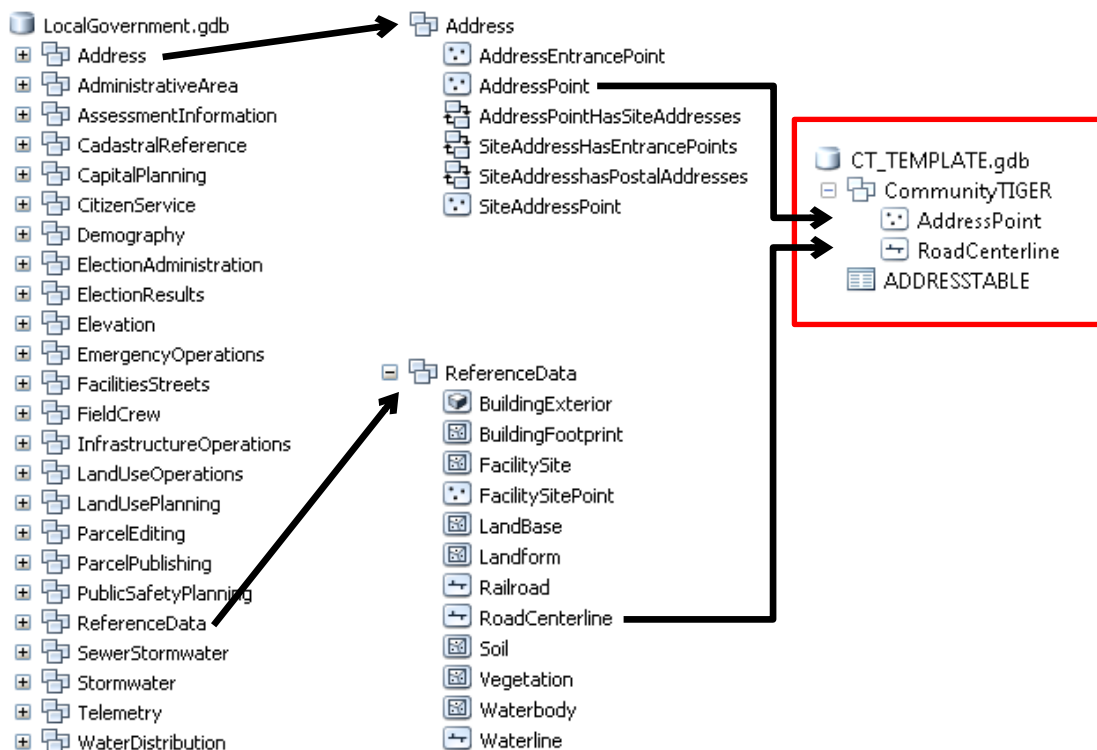 LocalGovernment.gdb
Address
AdministrativeArea
AssessmentInformation
CadastralReference
CapitalPlanning
CitizenService
Demography
ElectionAdministration
ElectionResults
Elevation
EmergencyOperations
FacilitiesStreets
FieldCrew
InfrastructureOperations
LandUseOperations
LandUsePlanning
ParcelEditing
ParcelPublishing
PublicSafetyPlanning
ReferenceData
SewerStormwater
Stormwater
Telemetry
WaterDistribution
Address
AddressEntrancePoint
AddressPoint
AddressPointHasSiteAddresses
SiteAddressHasEntrancePoints
SiteAddresshasPostalAddresses
SiteAddressPoint
ReferenceData
BuildingExterior
BuildingFootprint
FacilitySite
FacilitySitePoint
LandBase
Landform
Railroad
RoadCenterline
Soil
Vegetation
Waterbody
Waterline
CT_TEMPLATE.gdb
CommunityTIGER
AddressPoint
RoadCenterline
ADDRESSTABLE